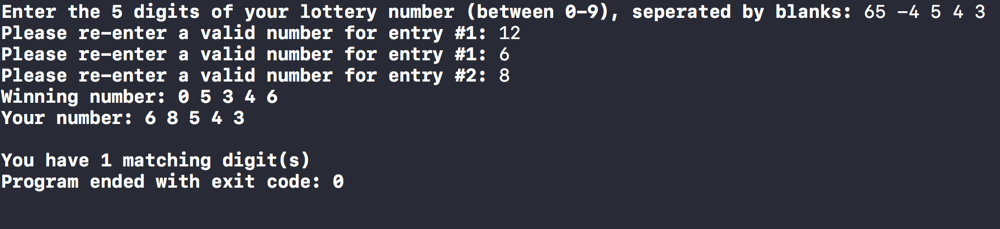 Enter the 5 digits of your lottery number (between 0-9), seperated by blanks: 65 -4 5 4 3
Please re-enter a valid number for entry #1: 12
Please re-enter a valid number for entry #1: 6
Please re-enter a valid number for entry #2: 8
Winning number: 0 5 3 4 6
Your number: 6 8 5 4 3
You have 1 matching digit(s)
Program ended with exit code: 0